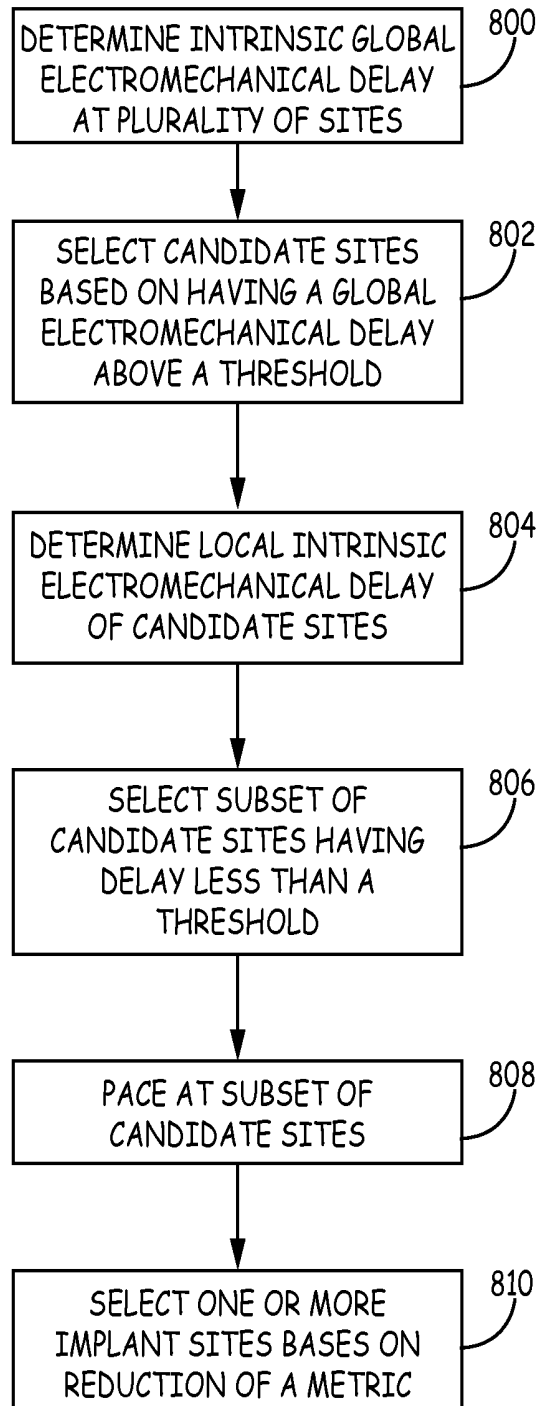 DETERMINE INTRINSIC GLOBAL
ELECTROMECHANICAL DELAY
AT PLURALITY OF SITES
800
SELECT CANDIDATE SITES
BASED ON HAVING A GLOBAL
ELECTROMECHANICAL DELAY
ABOVE A THRESHOLD
802
DETERMINE LOCAL INTRINSIC
ELECTROMECHANICAL DELAY
OF CANDIDATE SITES
804
SELECT SUBSET OF
CANDIDATE SITES HAVING
DELAY LESS THAN A
THRESHOLD
806
PACE AT SUBSET OF
CANDIDATE SITES
808
SELECT ONE OR MORE
IMPLANT SITES BASES ON
REDUCTION OF A METRIC
810